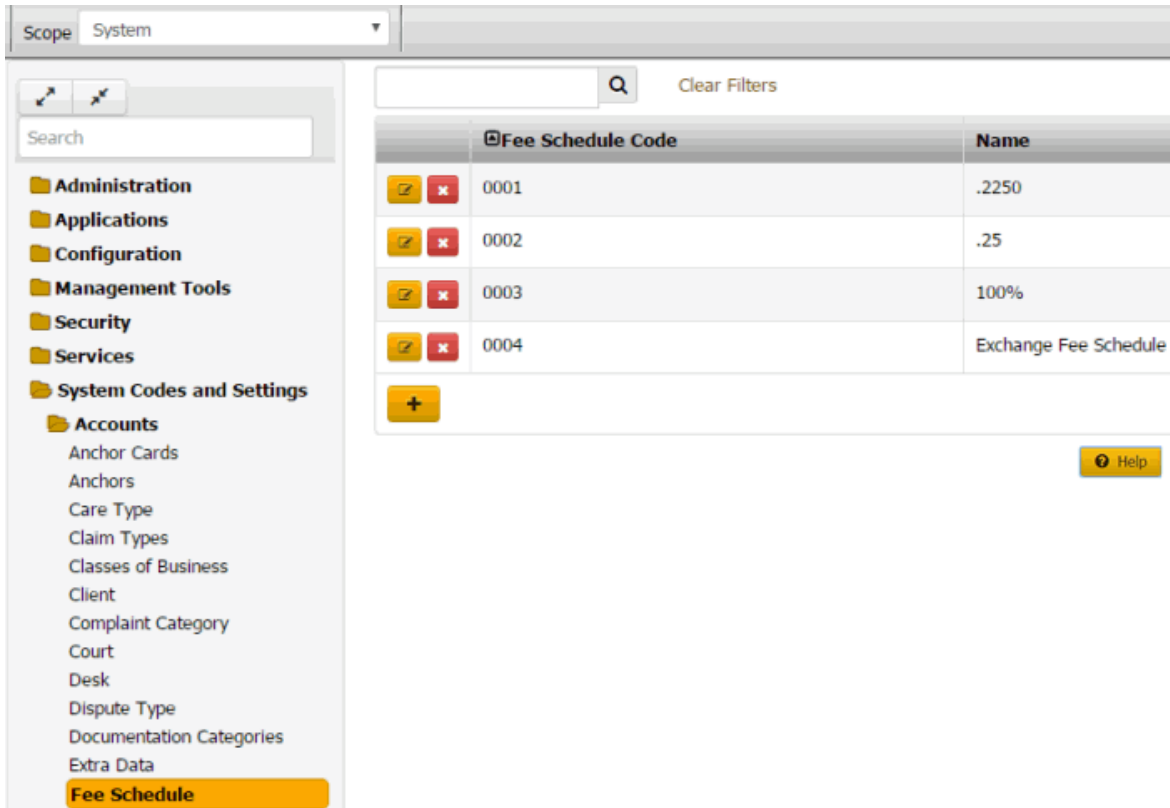 Scope System
Clear Filters
Search
Fee Schedule Code Name
Administration
0001 .2250
Applications
0002 .25
Configuration
Management Tools
0003 100%
Security
0004 Exchange Fee Schedule
Services
System Codes and Settings
Accounts
Anchor Cards
Help
Anchors
Care Type
Claim Types
Classes of Business
Client
Complaint Category
Court
Desk
Dispute Type
Documentation Categories
Extra Data
Fee Schedule